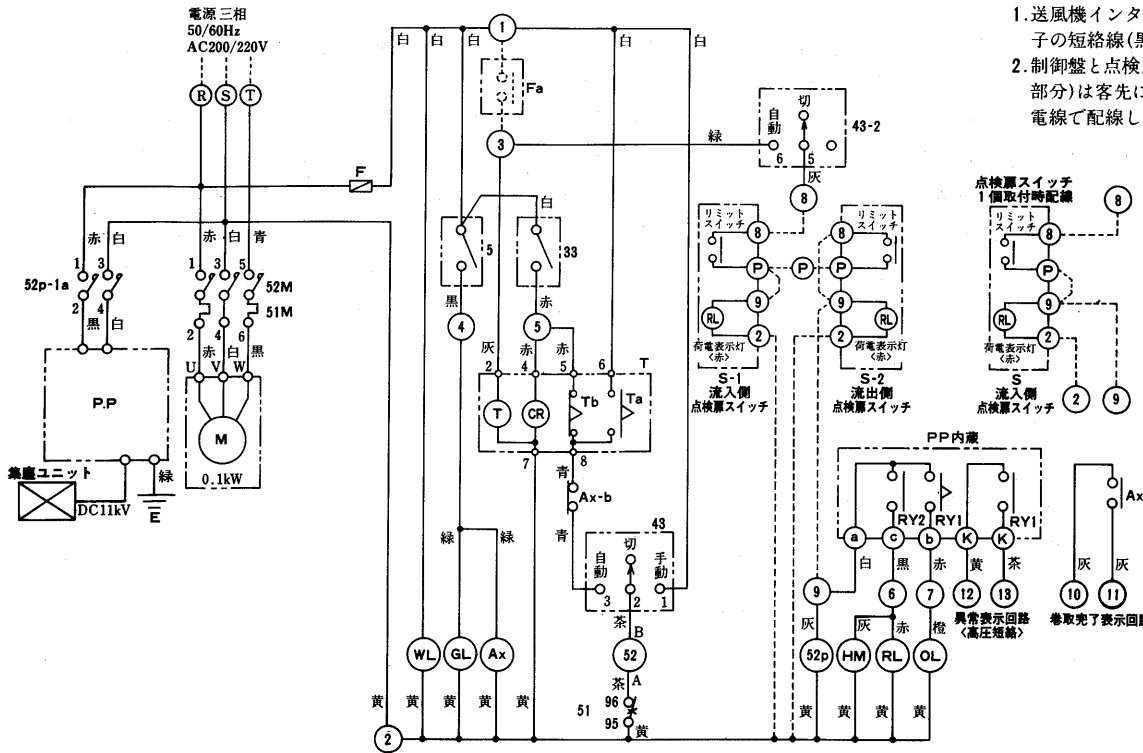 電源三相
50/60Hz
AC200/220V
R S T
白 白 白 1 白 白
1.送風機インタ
子の短絡線(黒
2.制御盤と点検
部分)は客先に
電線で配線し
Fa
3
緑
自動 切 43-2
6 5
灰
8
F
赤 白 赤 白 青
1 3 1 3 5
52p-1a
52M
51M
2 4 2 4 6
黒 白 赤 白 黒
U V W
P.P
M
0.1kW
集塵ユニット
DC11kV
緑
E
白
5
33
黒 赤
4 5
灰 赤 赤
2 4 5 6 T
T CR Tb Ta
7 8
青
Ax-b
青
緑 緑
43
自動 切 手動
3 2 1
茶 B
52
茶 A
51 96
95 黄
WL GL Ax
黄 黄 黄 黄 黄
2
リミットスイッチ
8
P
9
RL
2
荷電表示灯
<赤>
S-1
流入側
点検扉スイッチ
P
リミットスイッチ
8
P
9
RL
2
荷電表示灯
<赤>
S-2
流出側
点検扉スイッチ
点検扉スイッチ
1個取付時配線
8
リミットスイッチ
8
P
9
RL
2
荷電表示灯
<赤>
S
流入側
点検扉スイッチ
2 9
PP内蔵
RY2 RY1 RY1
a c b K K
白 黒 赤 黄 茶
9 6 7 12 13
異常表示回路
<高圧短絡>
灰 灰 赤 橙
52p HM RL OL
黄 黄 黄 黄
Ax
灰 灰
10 11
巻取完了表示回路